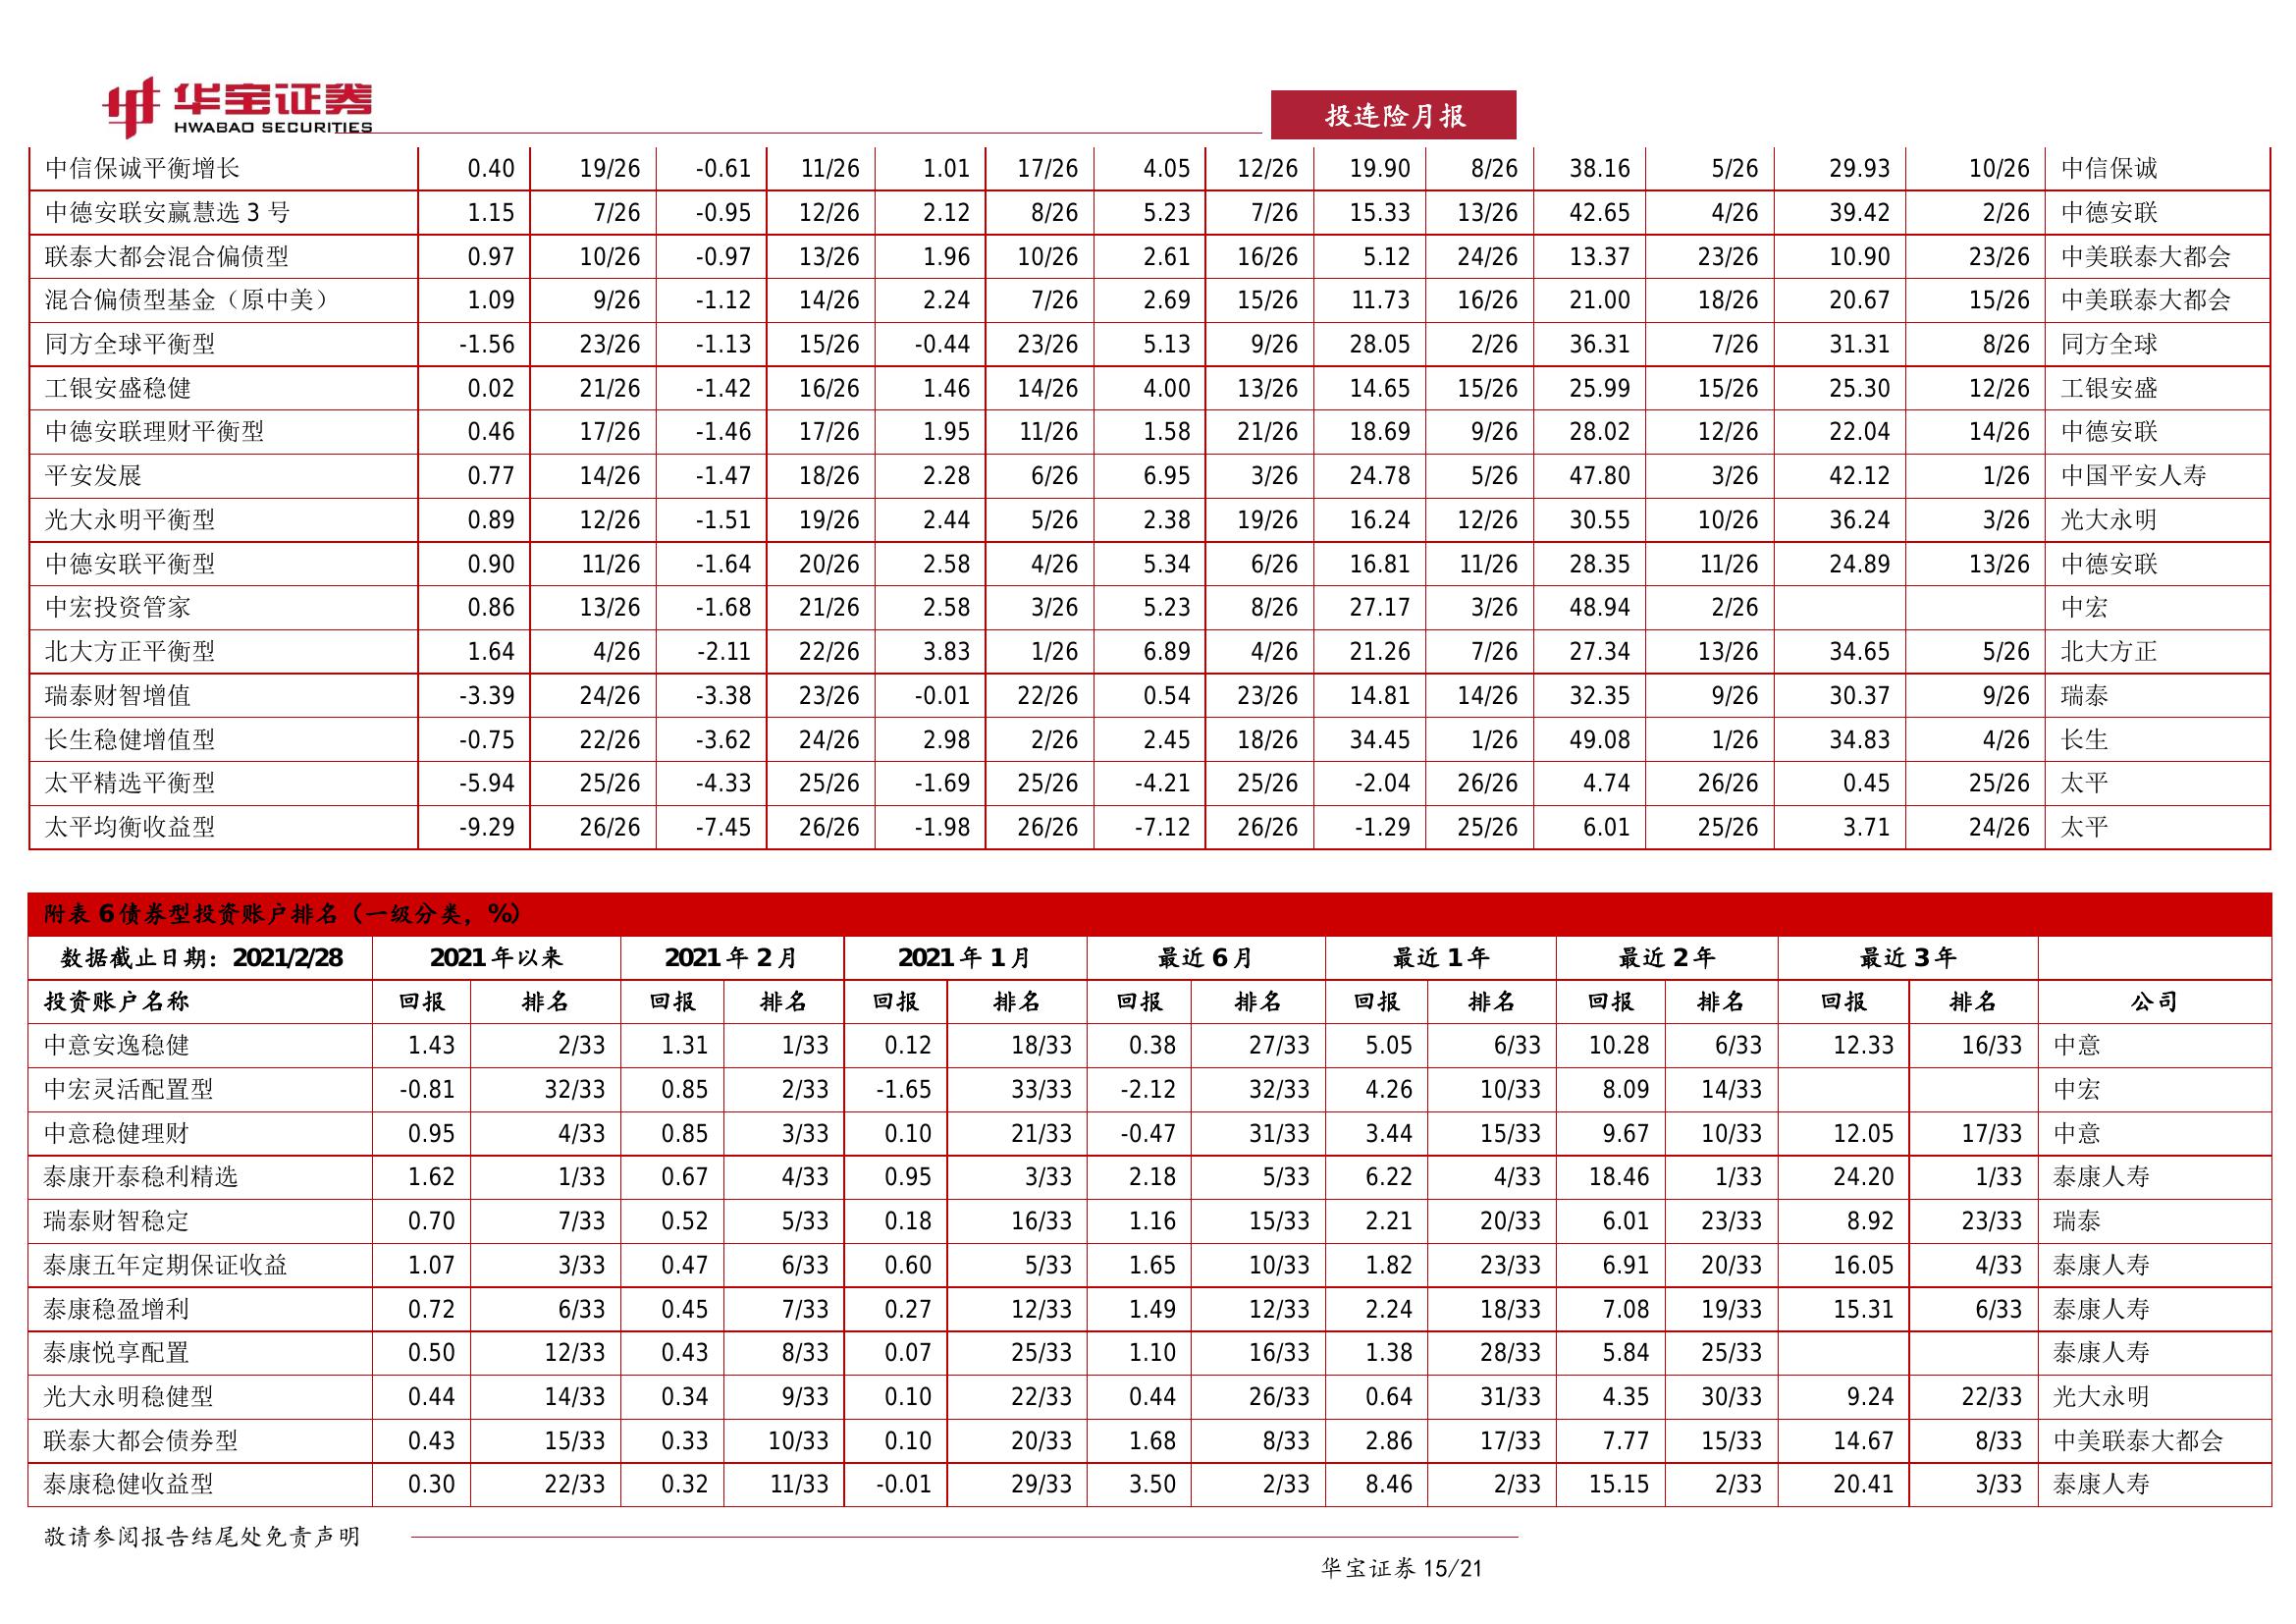 华宝证券
HWABAO SECURITIES
投连险月报
中信保诚平衡增长 0.40 19/26 -0.61 11/26 1.01 17/26 4.05 12/26 19.90 8/26 38.16 5/26 29.93 10/26 中信保诚
中德安联安赢慧选 3 号 1.15 7/26 -0.95 12/26 2.12 8/26 5.23 7/26 15.33 13/26 42.65 4/26 39.42 2/26 中德安联
联泰大都会混合偏债型 0.97 10/26 -0.97 13/26 1.96 10/26 2.61 16/26 5.12 24/26 13.37 23/26 10.90 23/26 中美联泰大都会
混合偏债型基金（原中美） 1.09 9/26 -1.12 14/26 2.24 7/26 2.69 15/26 11.73 16/26 21.00 18/26 20.67 15/26 中美联泰大都会
同方全球平衡型 -1.56 23/26 -1.13 15/26 -0.44 23/26 5.13 9/26 28.05 2/26 36.31 7/26 31.31 8/26 同方全球
工银安盛稳健 0.02 21/26 -1.42 16/26 1.46 14/26 4.00 13/26 14.65 15/26 25.99 15/26 25.30 12/26 工银安盛
中德安联理财平衡型 0.46 17/26 -1.46 17/26 1.95 11/26 1.58 21/26 18.69 9/26 28.02 12/26 22.04 14/26 中德安联
平安发展 0.77 14/26 -1.47 18/26 2.28 6/26 6.95 3/26 24.78 5/26 47.80 3/26 42.12 1/26 中国平安人寿
光大永明平衡型 0.89 12/26 -1.51 19/26 2.44 5/26 2.38 19/26 16.24 12/26 30.55 10/26 36.24 3/26 光大永明
中德安联平衡型 0.90 11/26 -1.64 20/26 2.58 4/26 5.34 6/26 16.81 11/26 28.35 11/26 24.89 13/26 中德安联
中宏投资管家 0.86 13/26 -1.68 21/26 2.58 3/26 5.23 8/26 27.17 3/26 48.94 2/26 中宏
北大方正平衡型 1.64 4/26 -2.11 22/26 3.83 1/26 6.89 4/26 21.26 7/26 27.34 13/26 34.65 5/26 北大方正
瑞泰财智增值 -3.39 24/26 -3.38 23/26 -0.01 22/26 0.54 23/26 14.81 14/26 32.35 9/26 30.37 9/26 瑞泰
长生稳健增值型 -0.75 22/26 -3.62 24/26 2.98 2/26 2.45 18/26 34.45 1/26 49.08 1/26 34.83 4/26 长生
太平精选平衡型 -5.94 25/26 -4.33 25/26 -1.69 25/26 -4.21 25/26 -2.04 26/26 4.74 26/26 0.45 25/26 太平
太平均衡收益型 -9.29 26/26 -7.45 26/26 -1.98 26/26 -7.12 26/26 -1.29 25/26 6.01 25/26 3.71 24/26 太平
附表 6 债券型投资账户排名（一级分类，%）
数据截止日期：2021/2/28 2021 年以来 2021 年 2 月 2021 年 1 月 最近 6 月 最近 1 年 最近 2 年 最近 3 年
投资账户名称 回报 排名 回报 排名 回报 排名 回报 排名 回报 排名 回报 排名 回报 排名 公司
中意安逸稳健 1.43 2/33 1.31 1/33 0.12 18/33 0.38 27/33 5.05 6/33 10.28 6/33 12.33 16/33 中意
中宏灵活配置型 -0.81 32/33 0.85 2/33 -1.65 33/33 -2.12 32/33 4.26 10/33 8.09 14/33 中宏
中意稳健理财 0.95 4/33 0.85 3/33 0.10 21/33 -0.47 31/33 3.44 15/33 9.67 10/33 12.05 17/33 中意
泰康开泰稳利精选 1.62 1/33 0.67 4/33 0.95 3/33 2.18 5/33 6.22 4/33 18.46 1/33 24.20 1/33 泰康人寿
瑞泰财智稳定 0.70 7/33 0.52 5/33 0.18 16/33 1.16 15/33 2.21 20/33 6.01 23/33 8.92 23/33 瑞泰
泰康五年定期保证收益 1.07 3/33 0.47 6/33 0.60 5/33 1.65 10/33 1.82 23/33 6.91 20/33 16.05 4/33 泰康人寿
泰康稳盈增利 0.72 6/33 0.45 7/33 0.27 12/33 1.49 12/33 2.24 18/33 7.08 19/33 15.31 6/33 泰康人寿
泰康悦享配置 0.50 12/33 0.43 8/33 0.07 25/33 1.10 16/33 1.38 28/33 5.84 25/33 泰康人寿
光大永明稳健型 0.44 14/33 0.34 9/33 0.10 22/33 0.44 26/33 0.64 31/33 4.35 30/33 9.24 22/33 光大永明
联泰大都会债券型 0.43 15/33 0.33 10/33 0.10 20/33 1.68 8/33 2.86 17/33 7.77 15/33 14.67 8/33 中美联泰大都会
泰康稳健收益型 0.30 22/33 0.32 11/33 -0.01 29/33 3.50 2/33 8.46 2/33 15.15 2/33 20.41 3/33 泰康人寿
敬请参阅报告结尾处免责声明
华宝证券 15/21